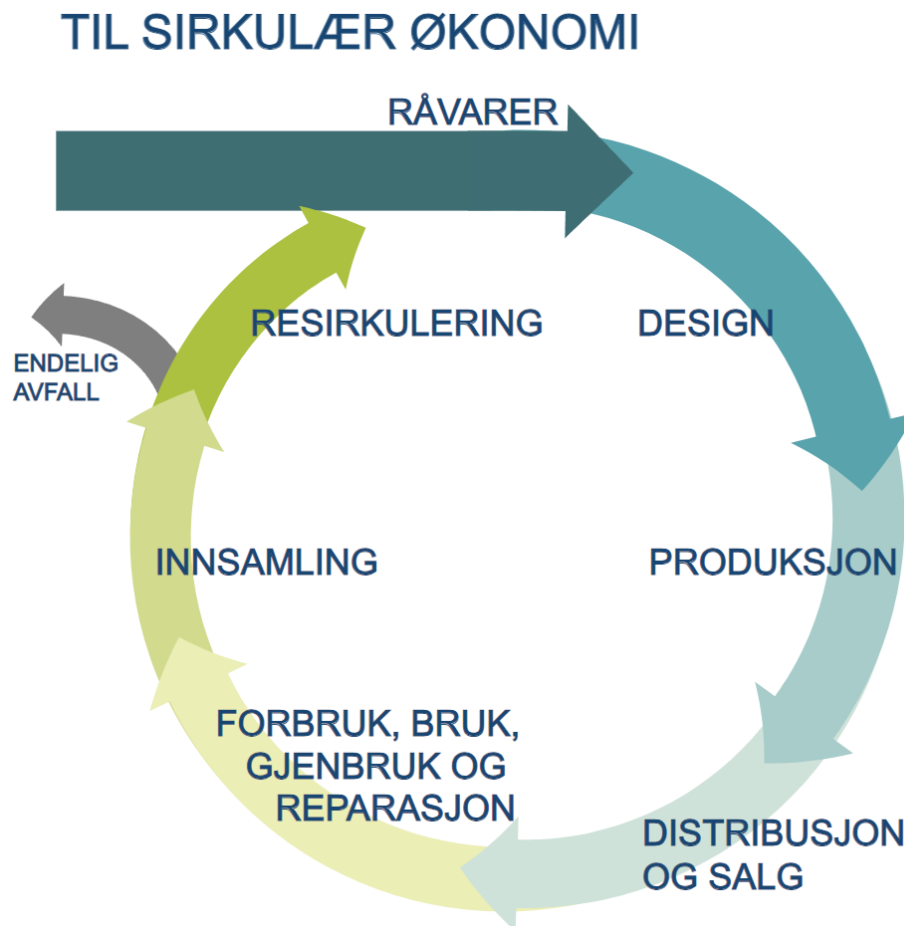 TIL SIRKULÆR ØKONOMI
RÅVARER
RESIRKULERING
DESIGN
ENDELIG
AVFALL
INNSAMLING
PRODUKSJON
FORBRUK, BRUK,
GJENBRUK OG
REPARASJON
DISTRIBUSJON
OG SALG